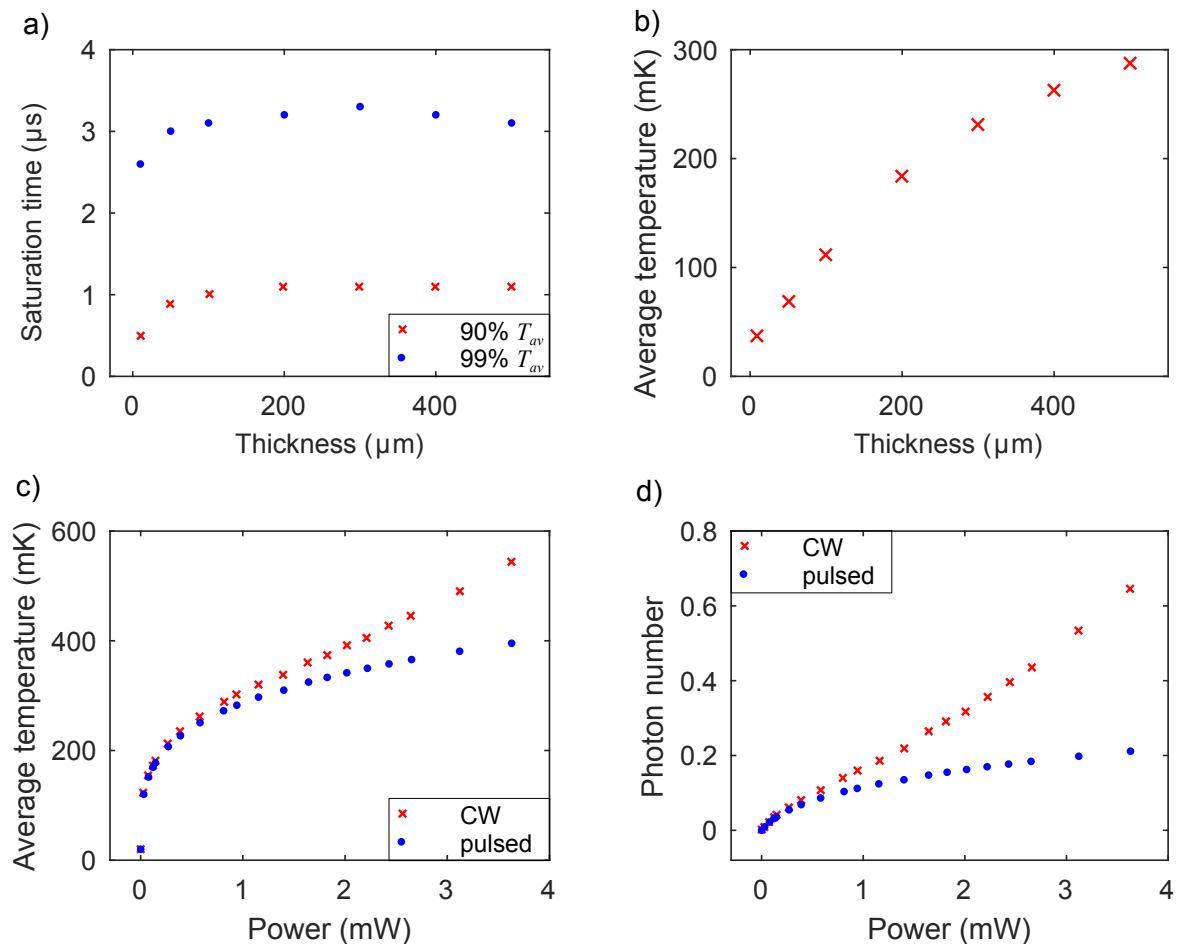 a)
4
3
2
1
0
Saturation time (µs)
90% T_av
99% T_av
0 200 400
Thickness (µm)
b)
300
200
100
0
Average temperature (mK)
0 200 400
Thickness (µm)
c)
600
400
200
0
Average temperature (mK)
CW
pulsed
0 1 2 3 4
Power (mW)
d)
0.8
0.6
0.4
0.2
0
Photon number
CW
pulsed
0 1 2 3 4
Power (mW)